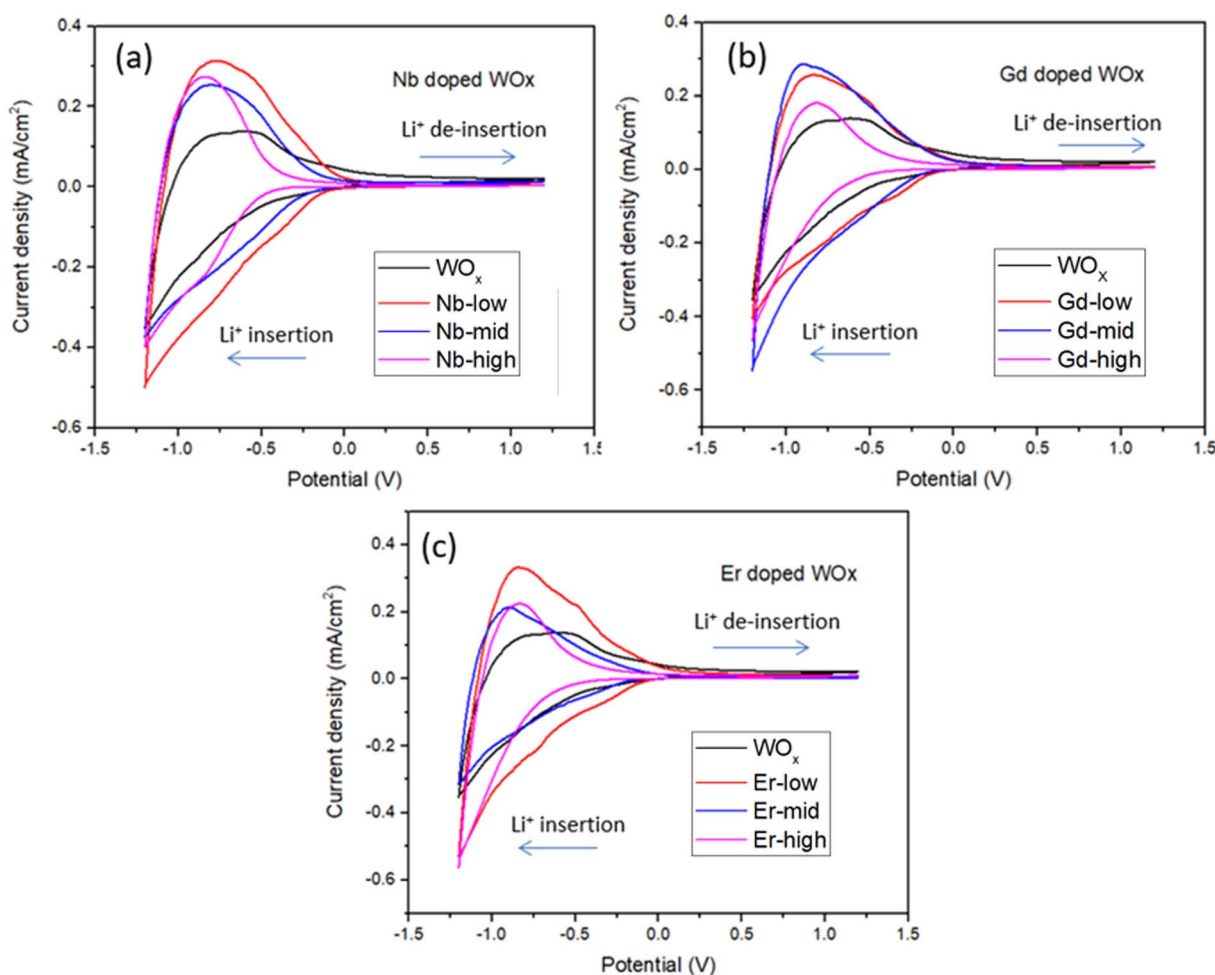 (a)
Nb doped WOx
Li⁺ de-insertion
Li⁺ insertion
WOₓ
Nb-low
Nb-mid
Nb-high
0.4
0.2
0.0
-0.2
-0.4
-0.6
-1.5
-1.0
-0.5
0.0
0.5
1.0
1.5
Current density (mA/cm²)
Potential (V)
(b)
Gd doped WOx
Li⁺ de-insertion
Li⁺ insertion
WOₓ
Gd-low
Gd-mid
Gd-high
0.4
0.2
0.0
-0.2
-0.4
-0.6
-1.5
-1.0
-0.5
0.0
0.5
1.0
1.5
Current density (mA/cm²)
Potential (V)
(c)
Er doped WOx
Li⁺ de-insertion
Li⁺ insertion
WOₓ
Er-low
Er-mid
Er-high
0.4
0.2
0.0
-0.2
-0.4
-0.6
-1.5
-1.0
-0.5
0.0
0.5
1.0
1.5
Current density (mA/cm²)
Potential (V)